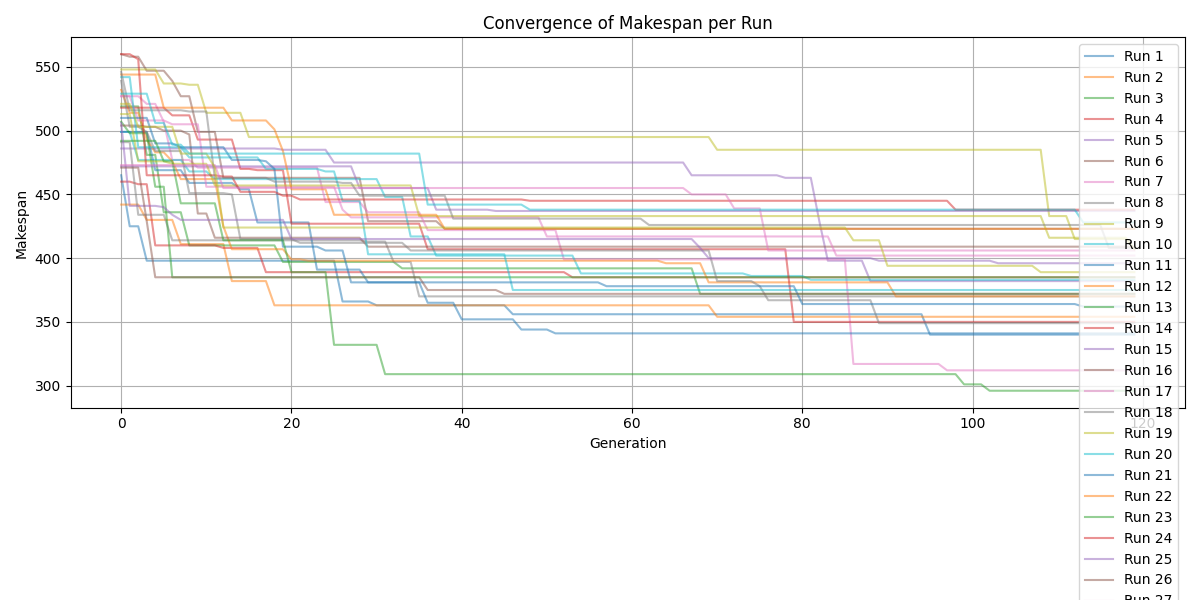 Convergence of Makespan per Run
Makespan
550
500
450
400
350
300
0
20
40
60
80
100
120
Generation
Run 1
Run 2
Run 3
Run 4
Run 5
Run 6
Run 7
Run 8
Run 9
Run 10
Run 11
Run 12
Run 13
Run 14
Run 15
Run 16
Run 17
Run 18
Run 19
Run 20
Run 21
Run 22
Run 23
Run 24
Run 25
Run 26
Run 27